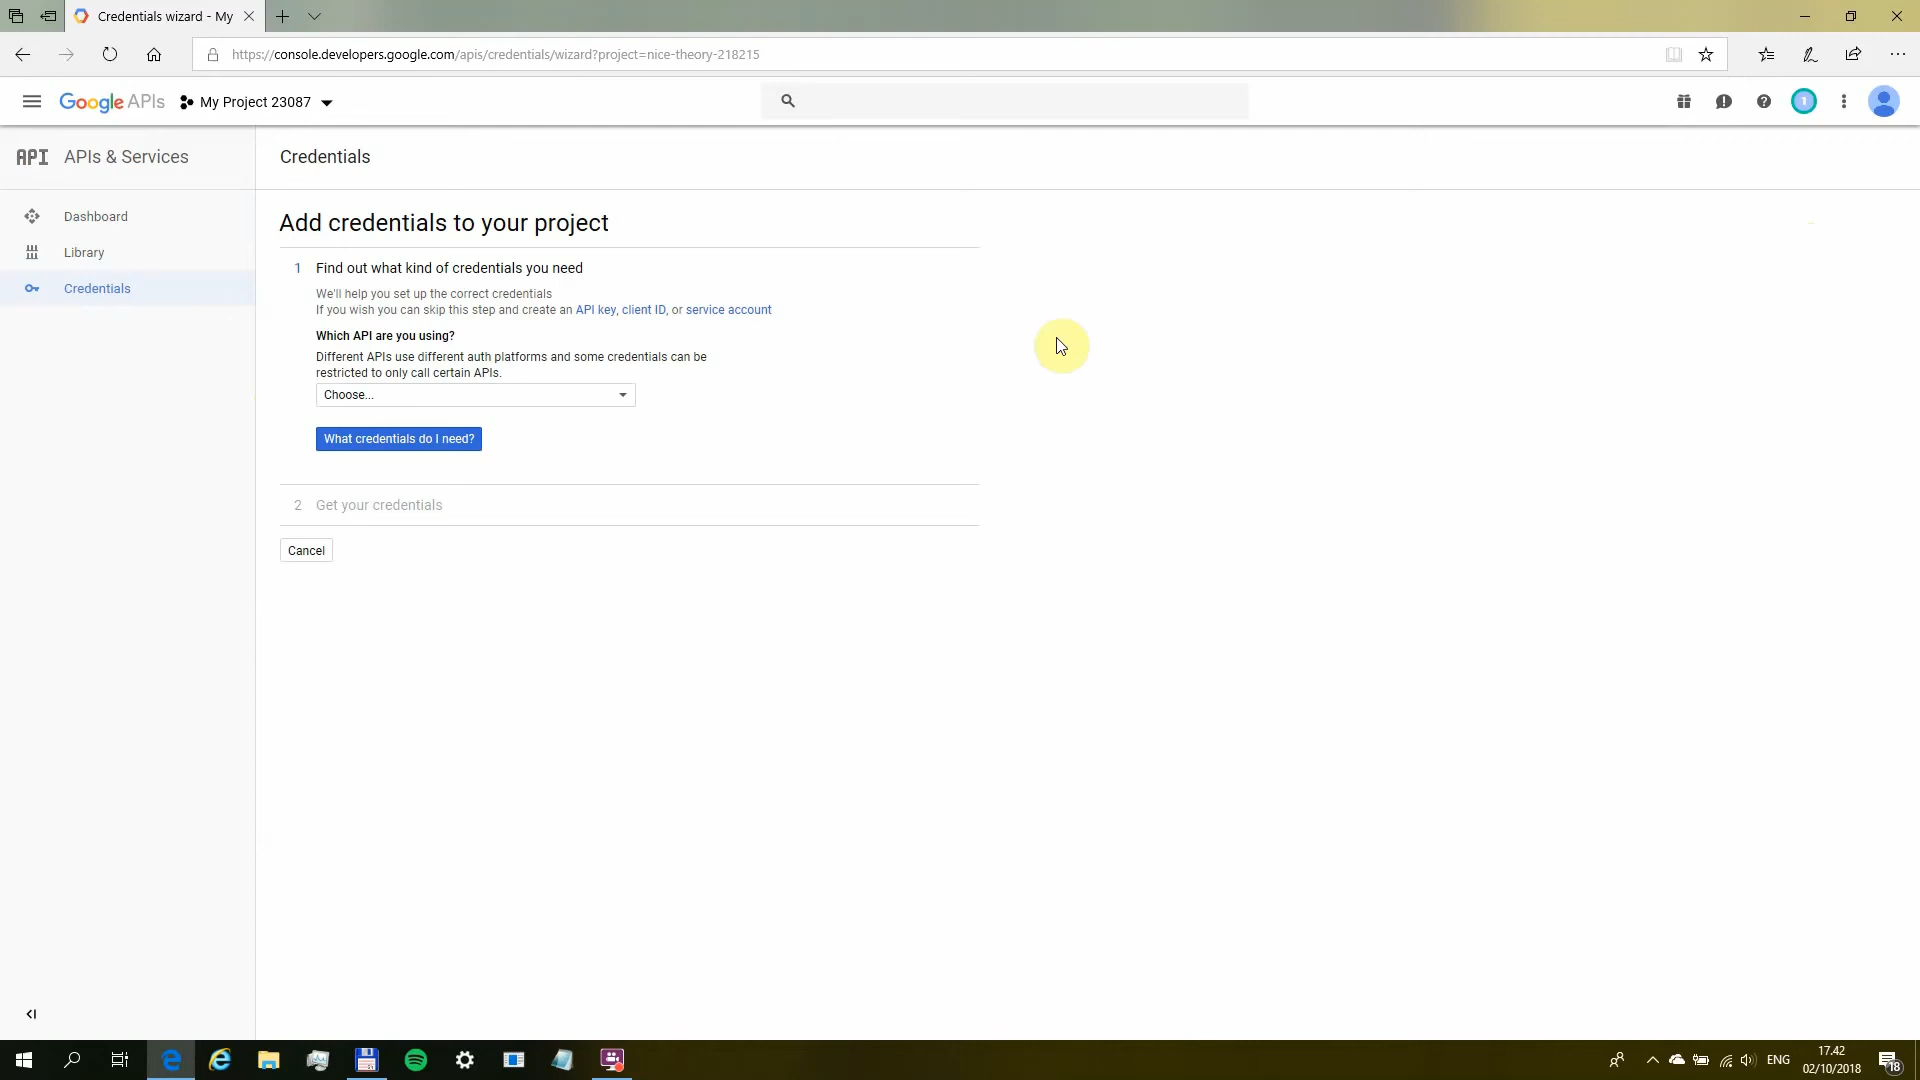 Credentials wizard - My
https://console.developers.google.com/apis/credentials/wizard?project=nice-theory-218215
Google APIs
My Project 23087
1
API APIs & Services
Credentials
Dashboard
Library
Credentials
Add credentials to your project
1 Find out what kind of credentials you need
We'll help you set up the correct credentials
If you wish you can skip this step and create an API key, client ID, or service account
Which API are you using?
Different APIs use different auth platforms and some credentials can be
restricted to only call certain APIs.
Choose...
What credentials do I need?
2 Get your credentials
Cancel
ENG
17.42
02/10/2018
18